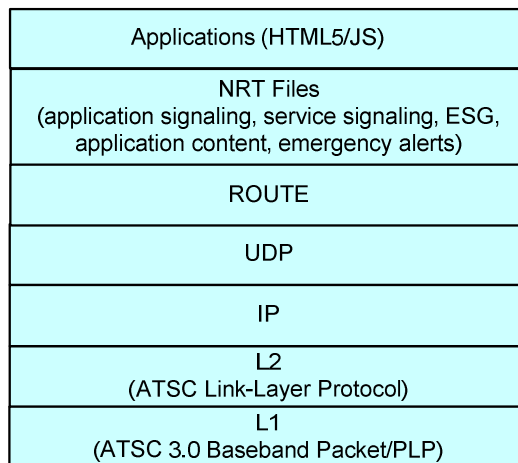 Applications (HTML5/JS)
NRT Files
(application signaling, service signaling, ESG,
application content, emergency alerts)
ROUTE
UDP
IP
L2
(ATSC Link-Layer Protocol)
L1
(ATSC 3.0 Baseband Packet/PLP)